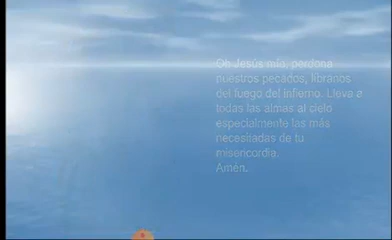 Oh Jesús mío, perdona
nuestros pecados, líbranos
del fuego del infierno. Lleva a
todas las almas al cielo
especialmente las más
necesitadas de tu
misericordia.
Amén.